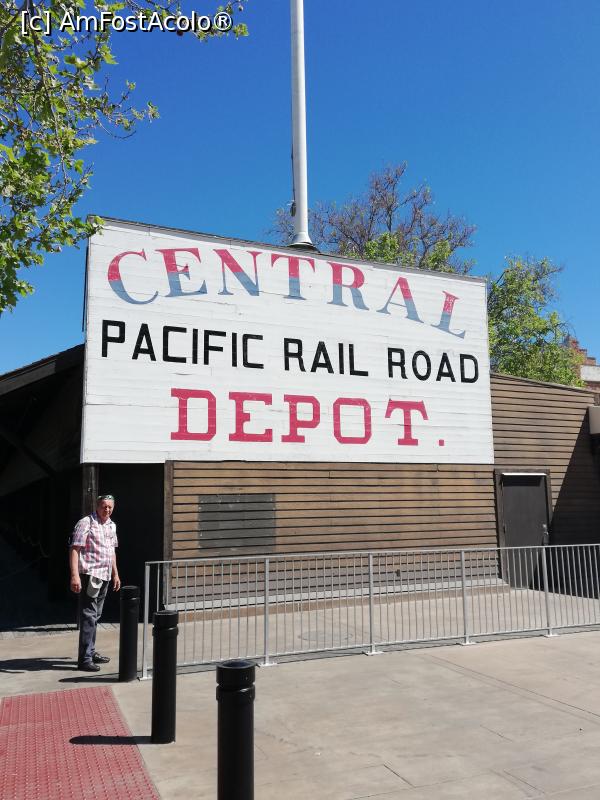 [c] AmFostAcolo®
CENTRAL
PACIFIC RAIL ROAD
DEPOT.